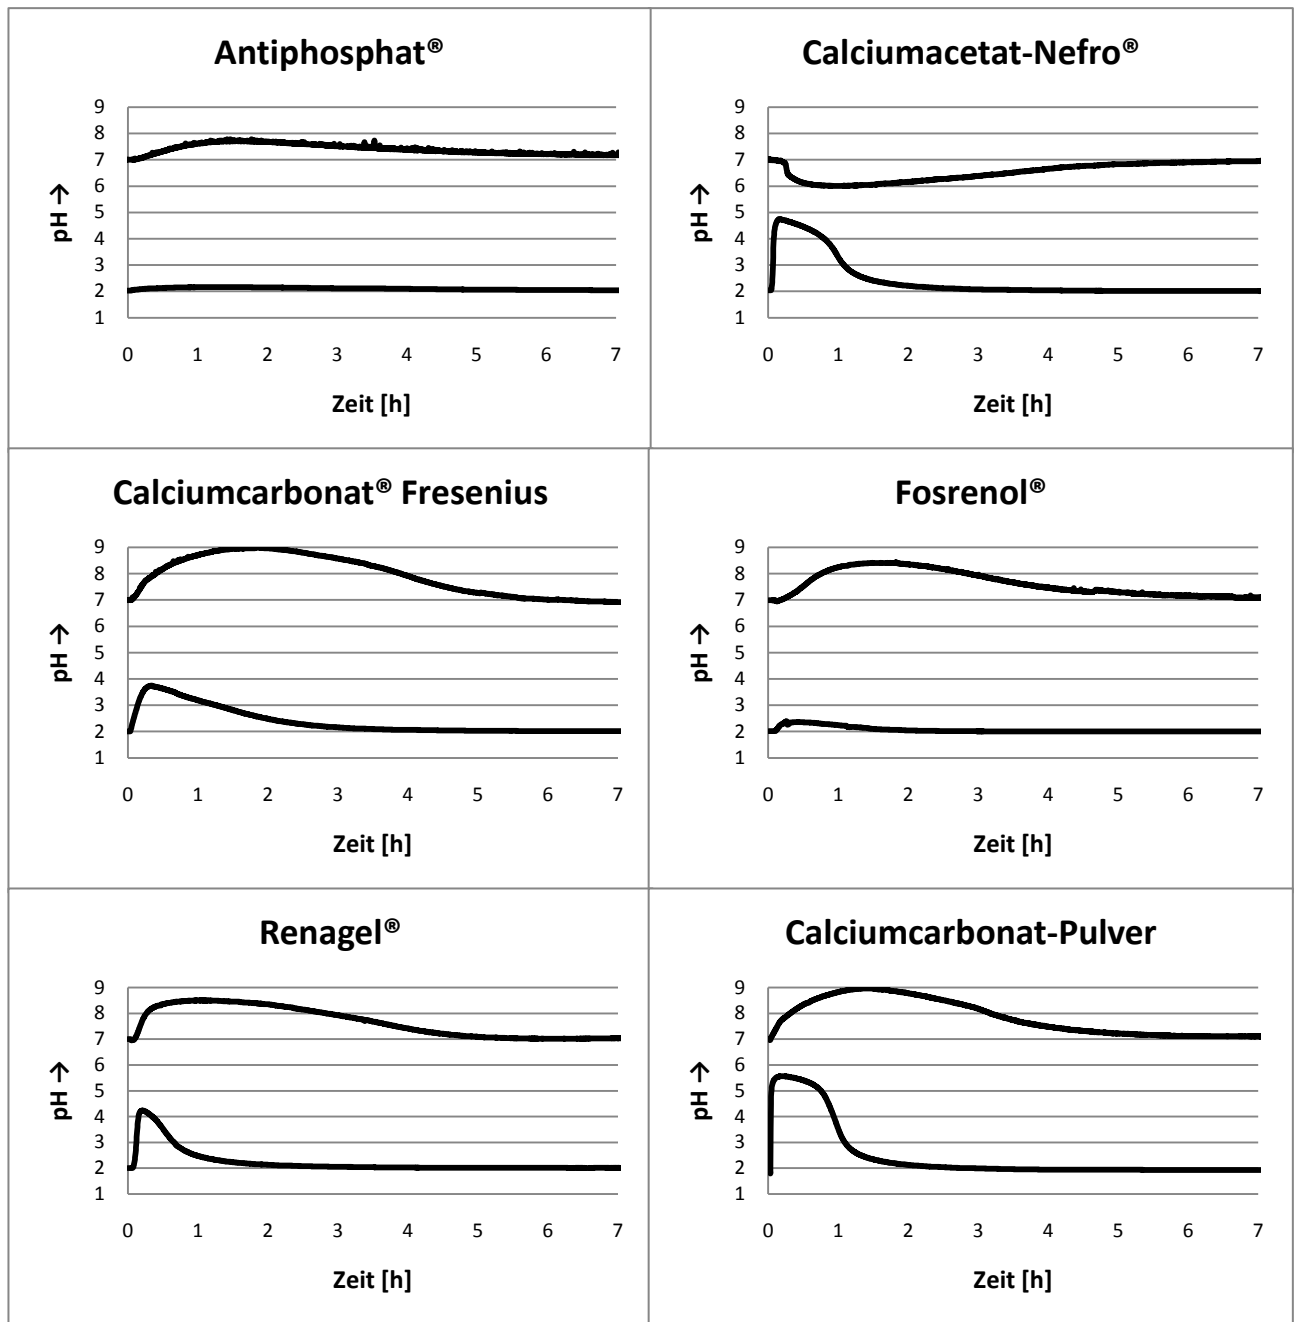 Antiphosphat®
9
8
7
6
5
4
3
2
1
pH →
0 1 2 3 4 5 6 7
Zeit [h]
Calciumacetat-Nefro®
9
8
7
6
5
4
3
2
1
pH →
0 1 2 3 4 5 6 7
Zeit [h]
Calciumcarbonat® Fresenius
9
8
7
6
5
4
3
2
1
pH →
0 1 2 3 4 5 6 7
Zeit [h]
Fosrenol®
9
8
7
6
5
4
3
2
1
pH →
0 1 2 3 4 5 6 7
Zeit [h]
Renagel®
9
8
7
6
5
4
3
2
1
pH →
0 1 2 3 4 5 6 7
Zeit [h]
Calciumcarbonat-Pulver
9
8
7
6
5
4
3
2
1
pH →
0 1 2 3 4 5 6 7
Zeit [h]